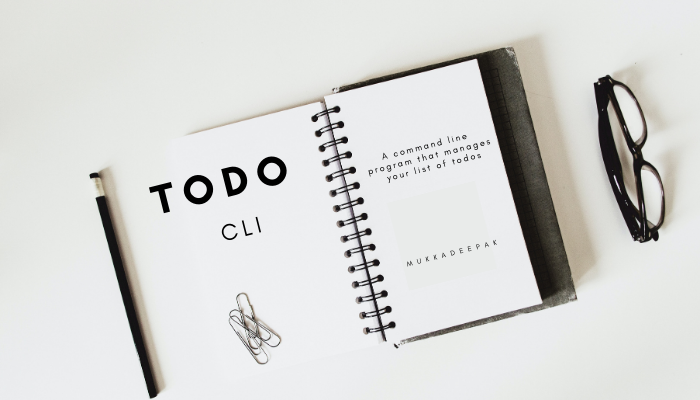 TODO
CLI
A command line
program that manages
your list of todos
MUKKADEEPAK